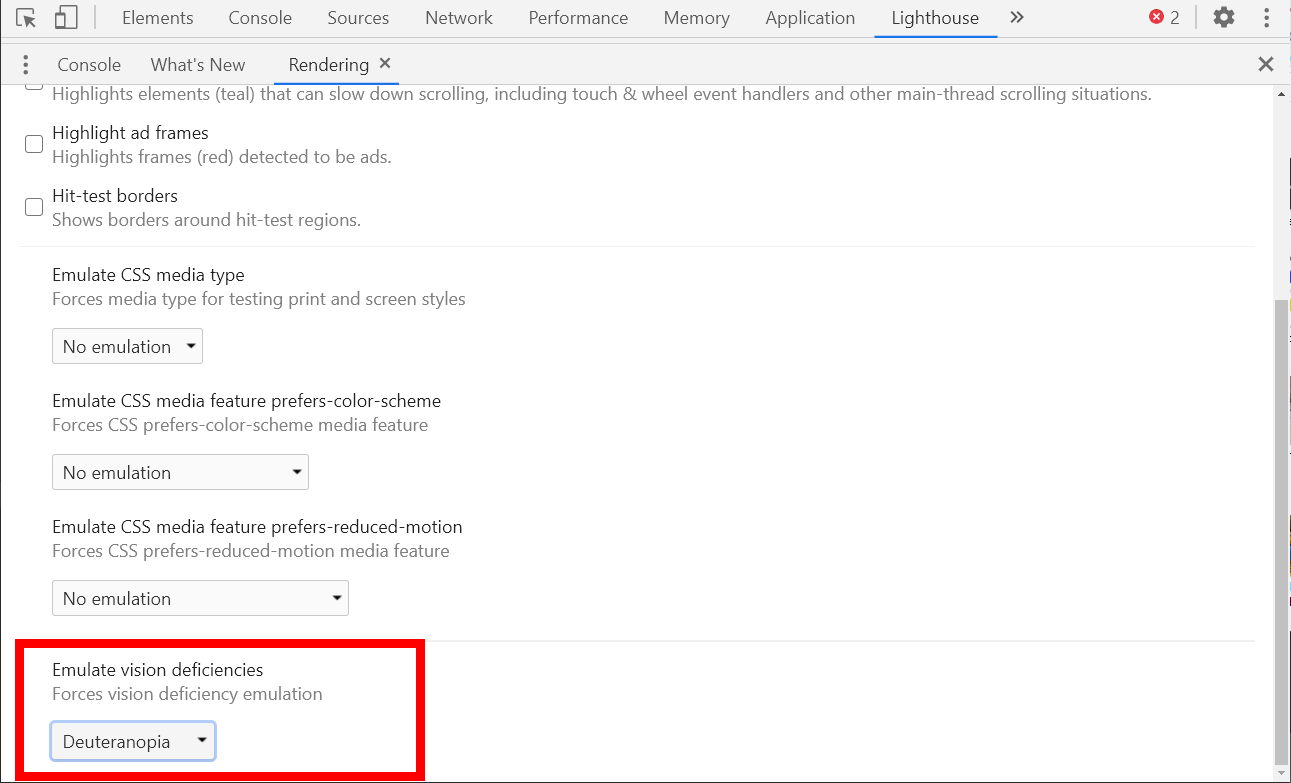 Elements Console Sources Network Performance Memory Application Lighthouse » 2
Console What's New Rendering ×
Highlights elements (teal) that can slow down scrolling, including touch & wheel event handlers and other main-thread scrolling situations.
Highlight ad frames
Highlights frames (red) detected to be ads.
Hit-test borders
Shows borders around hit-test regions.
Emulate CSS media type
Forces media type for testing print and screen styles
No emulation
Emulate CSS media feature prefers-color-scheme
Forces CSS prefers-color-scheme media feature
No emulation
Emulate CSS media feature prefers-reduced-motion
Forces CSS prefers-reduced-motion media feature
No emulation
Emulate vision deficiencies
Forces vision deficiency emulation
Deuteranopia